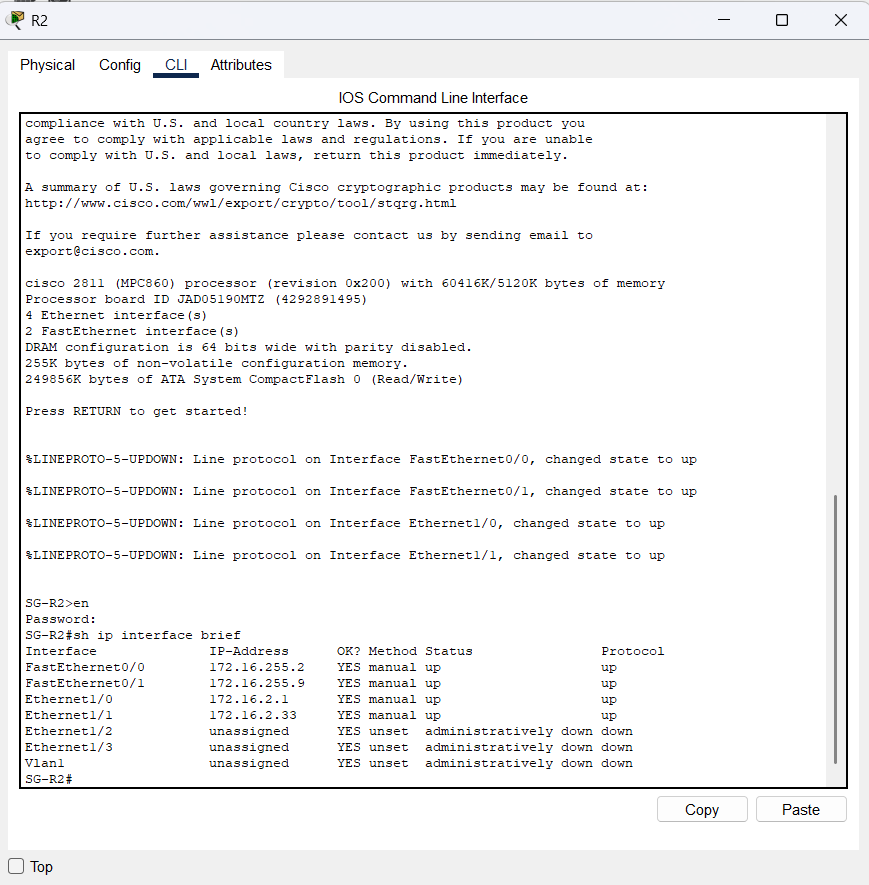 R2
Physical Config CLI Attributes
IOS Command Line Interface
compliance with U.S. and local country laws. By using this product you
agree to comply with applicable laws and regulations. If you are unable
to comply with U.S. and local laws, return this product immediately.
A summary of U.S. laws governing Cisco cryptographic products may be found at:
http://www.cisco.com/wwl/export/crypto/tool/stqrg.html
If you require further assistance please contact us by sending email to
export@cisco.com.
cisco 2811 (MPC860) processor (revision 0x200) with 60416K/5120K bytes of memory
Processor board ID JAD05190MTZ (4292891495)
4 Ethernet interface(s)
2 FastEthernet interface(s)
DRAM configuration is 64 bits wide with parity disabled.
255K bytes of non-volatile configuration memory.
249856K bytes of ATA System CompactFlash 0 (Read/Write)
Press RETURN to get started!
%LINEPROTO-5-UPDOWN: Line protocol on Interface FastEthernet0/0, changed state to up
%LINEPROTO-5-UPDOWN: Line protocol on Interface FastEthernet0/1, changed state to up
%LINEPROTO-5-UPDOWN: Line protocol on Interface Ethernet1/0, changed state to up
%LINEPROTO-5-UPDOWN: Line protocol on Interface Ethernet1/1, changed state to up
SG-R2>en
Password:
SG-R2#sh ip interface brief
Interface IP-Address OK? Method Status Protocol
FastEthernet0/0 172.16.255.2 YES manual up up
FastEthernet0/1 172.16.255.9 YES manual up up
Ethernet1/0 172.16.2.1 YES manual up up
Ethernet1/1 172.16.2.33 YES manual up up
Ethernet1/2 unassigned YES unset administratively down down
Ethernet1/3 unassigned YES unset administratively down down
Vlan1 unassigned YES unset administratively down down
SG-R2#
Copy Paste
Top